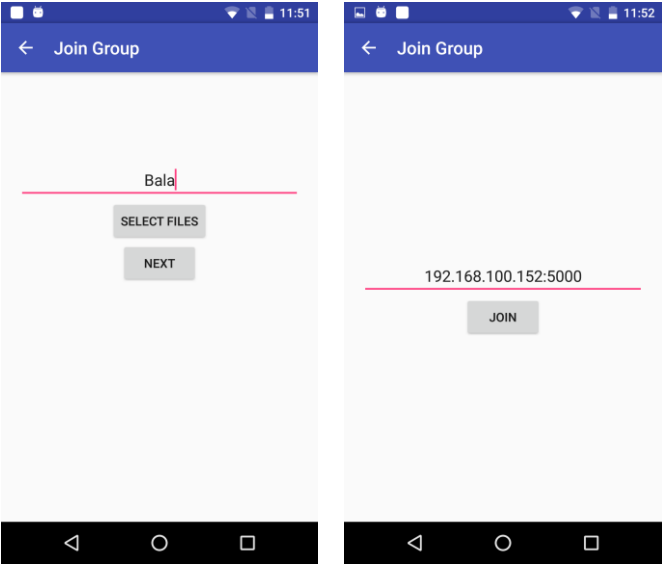 11:51
Join Group
Bala
SELECT FILES
NEXT
11:52
Join Group
192.168.100.152:5000
JOIN